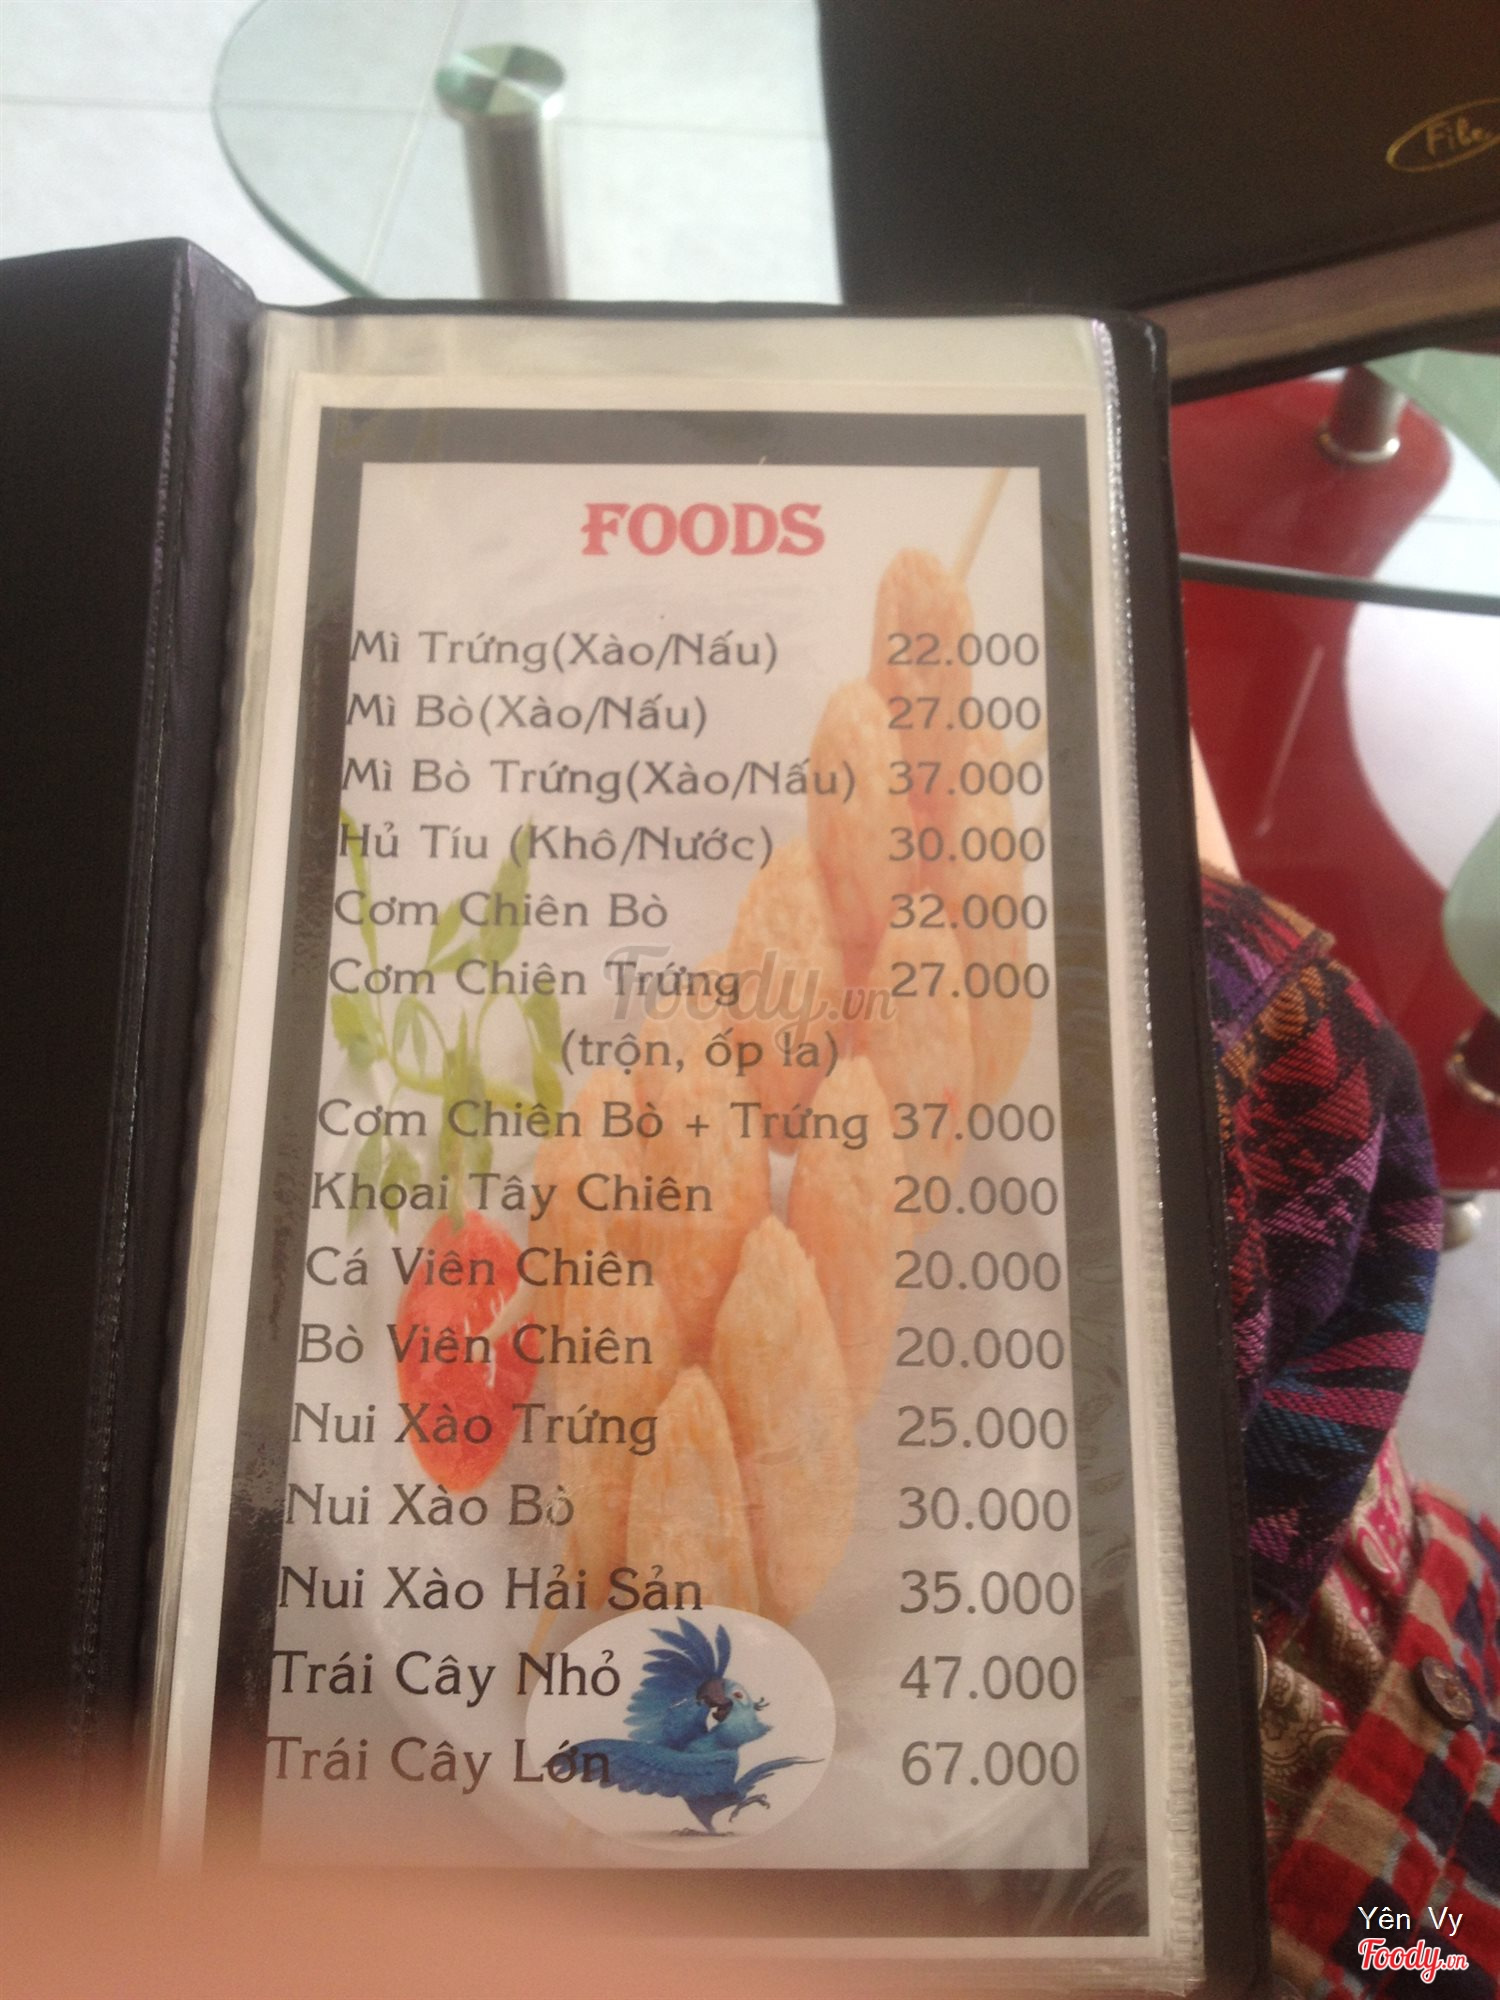 File
FOODS
Mì Trứng(Xào/Nấu) 22.000
Mì Bò(Xào/Nấu) 27.000
Mì Bò Trứng(Xào/Nấu) 37.000
Hủ Tíu (Khô/Nước) 30.000
Cơm Chiên Bò 32.000
Cơm Chiên Trứng 27.000
Foody.vn
(trộn, ốp la)
Cơm Chiên Bò + Trứng 37.000
Khoai Tây Chiên 20.000
Cá Viên Chiên 20.000
Bò Viên Chiên 20.000
Nui Xào Trứng 25.000
Nui Xào Bò 30.000
Nui Xào Hải Sản 35.000
Trái Cây Nhỏ 47.000
Trái Cây Lớn 67.000
Yên Vy
Foody.vn